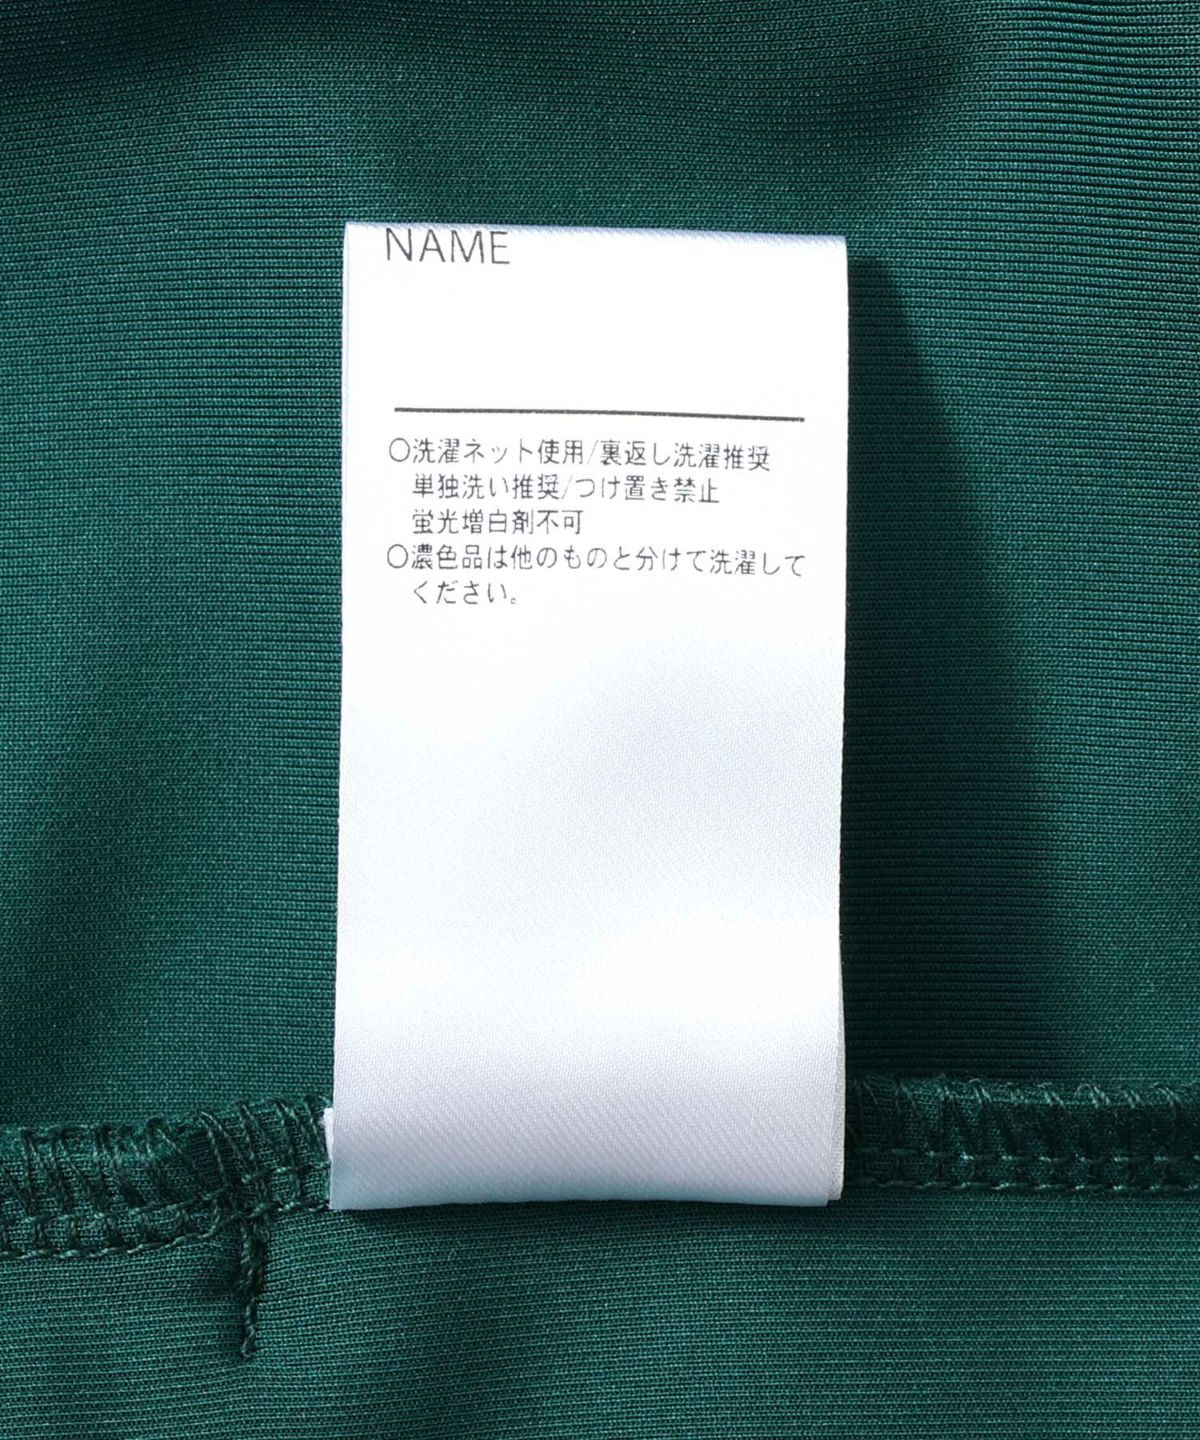 NAME
○洗濯ネット使用/裏返し洗濯推奨
単独洗い推奨/つけ置き禁止
蛍光増白剤不可
○濃色品は他のものと分けて洗濯して
ください。